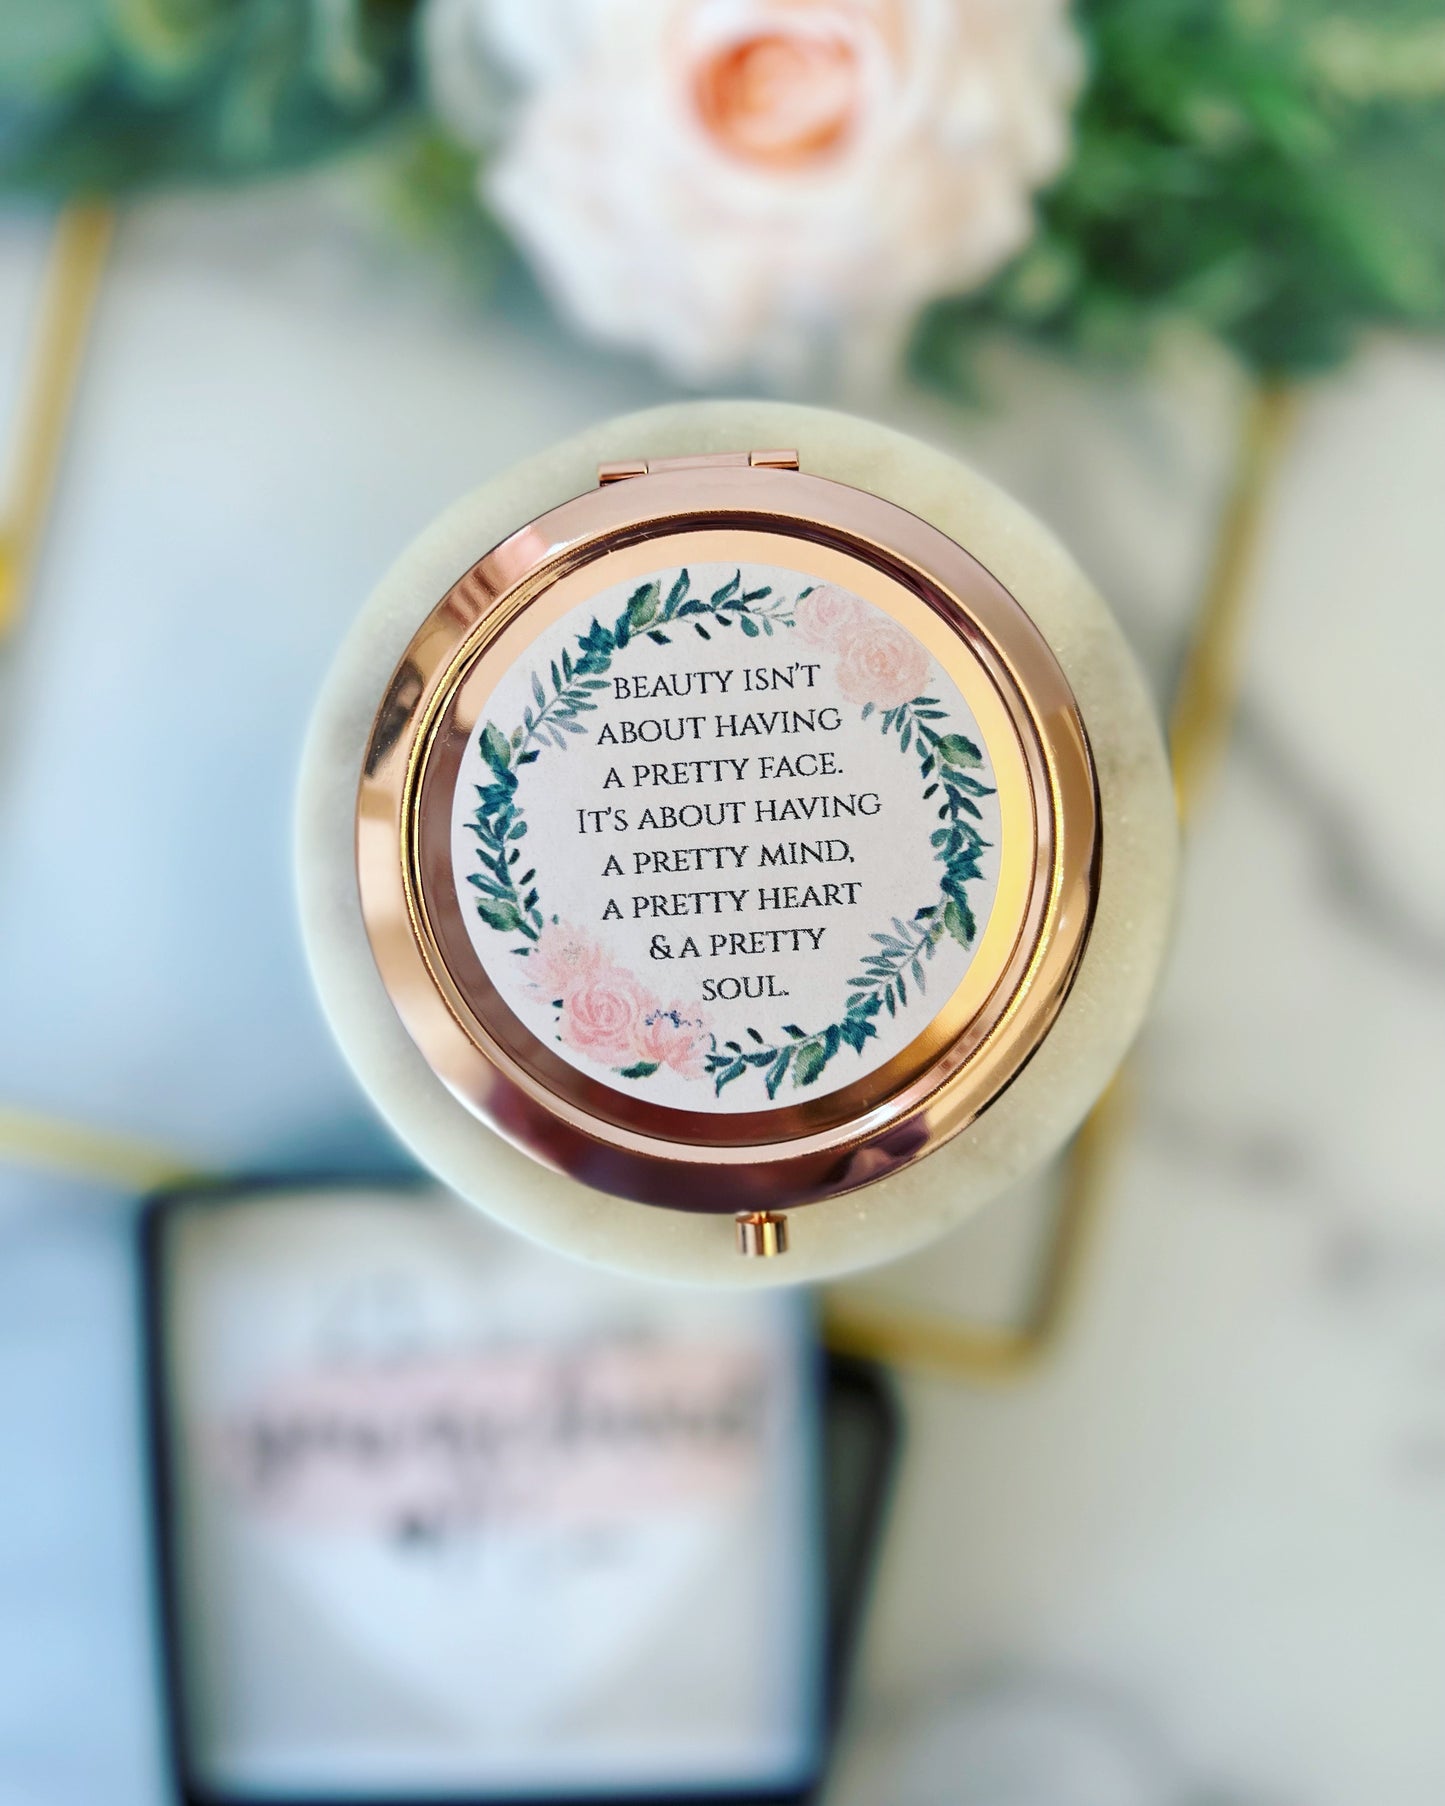 BEAUTY ISN'T
ABOUT HAVING
A PRETTY FACE.
IT'S ABOUT HAVING
A PRETTY MIND,
A PRETTY HEART
& A PRETTY
SOUL.